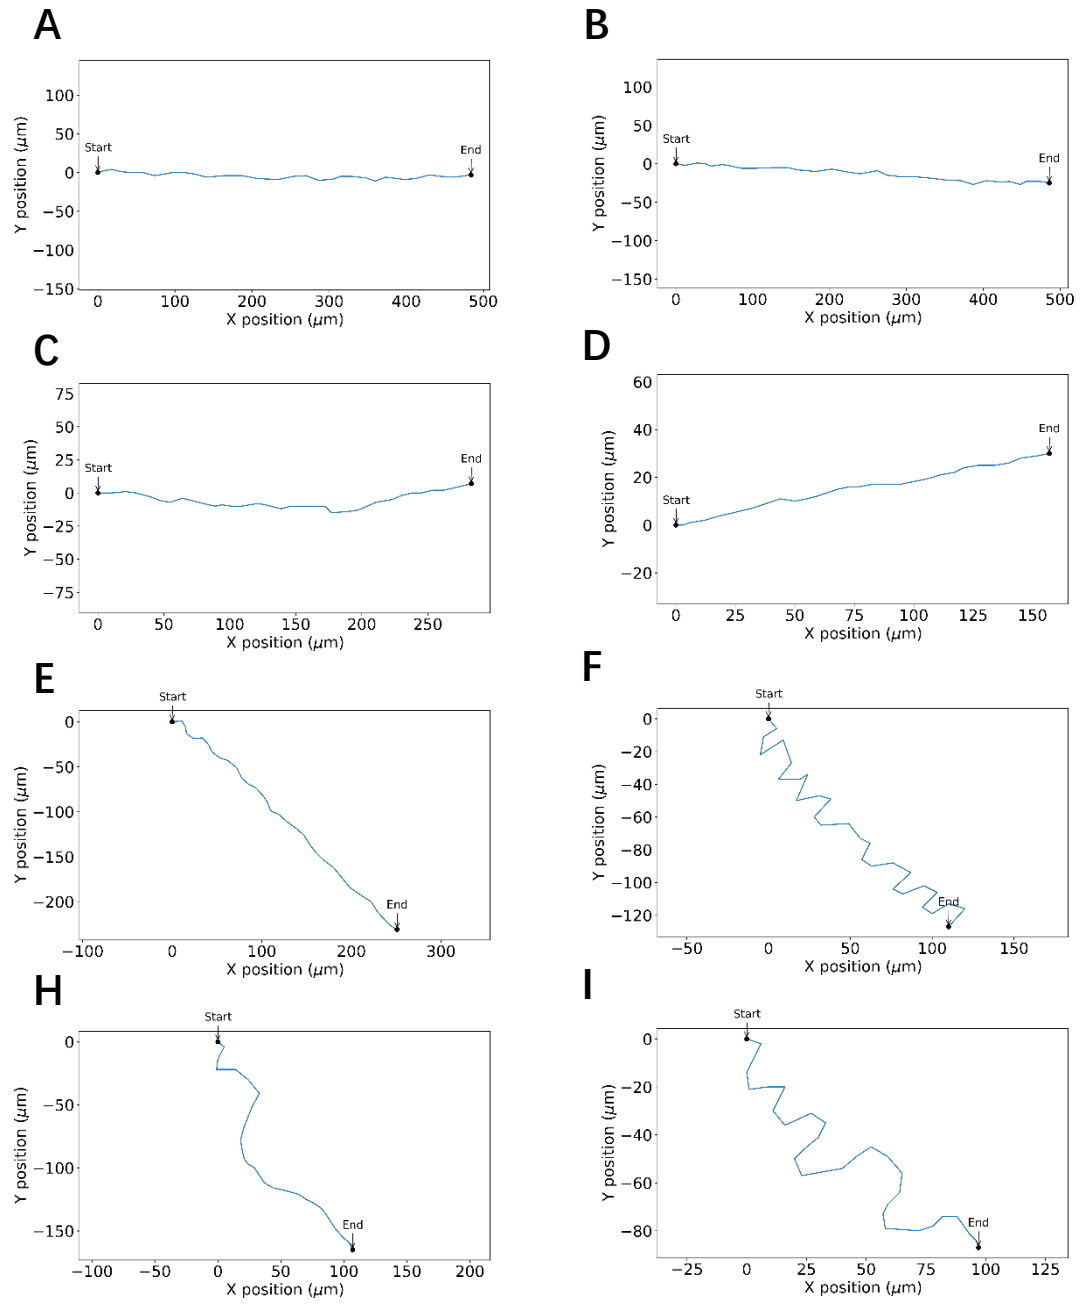 A
Y position (μm)
100
50
0
−50
−100
−150
Start
End
0 100 200 300 400 500
X position (μm)
B
Y position (μm)
100
50
0
−50
−100
−150
Start
End
0 100 200 300 400 500
X position (μm)
C
Y position (μm)
75
50
25
0
−25
−50
−75
Start
End
0 50 100 150 200 250
X position (μm)
D
Y position (μm)
60
40
20
0
−20
Start
End
0 25 50 75 100 125 150
X position (μm)
E
Y position (μm)
Start
0
−50
−100
−150
−200
End
−100 0 100 200 300
X position (μm)
F
Y position (μm)
Start
0
−20
−40
−60
−80
−100
−120
End
−50 0 50 100 150
X position (μm)
H
Y position (μm)
Start
0
−50
−100
−150
End
−100 −50 0 50 100 150 200
X position (μm)
I
Y position (μm)
Start
0
−20
−40
−60
−80
End
−25 0 25 50 75 100 125
X position (μm)